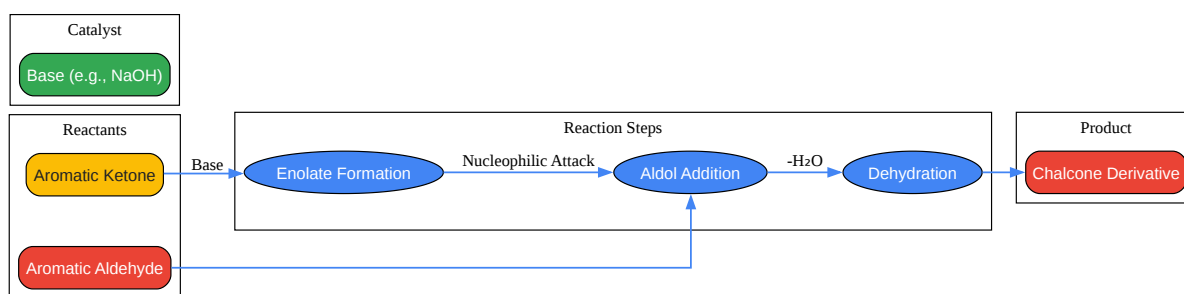 Catalyst
Base (e.g., NaOH)
Reactants
Aromatic Ketone
Aromatic Aldehyde
Base
Reaction Steps
Enolate Formation
Nucleophilic Attack
Aldol Addition
-H₂O
Dehydration
Product
Chalcone Derivative